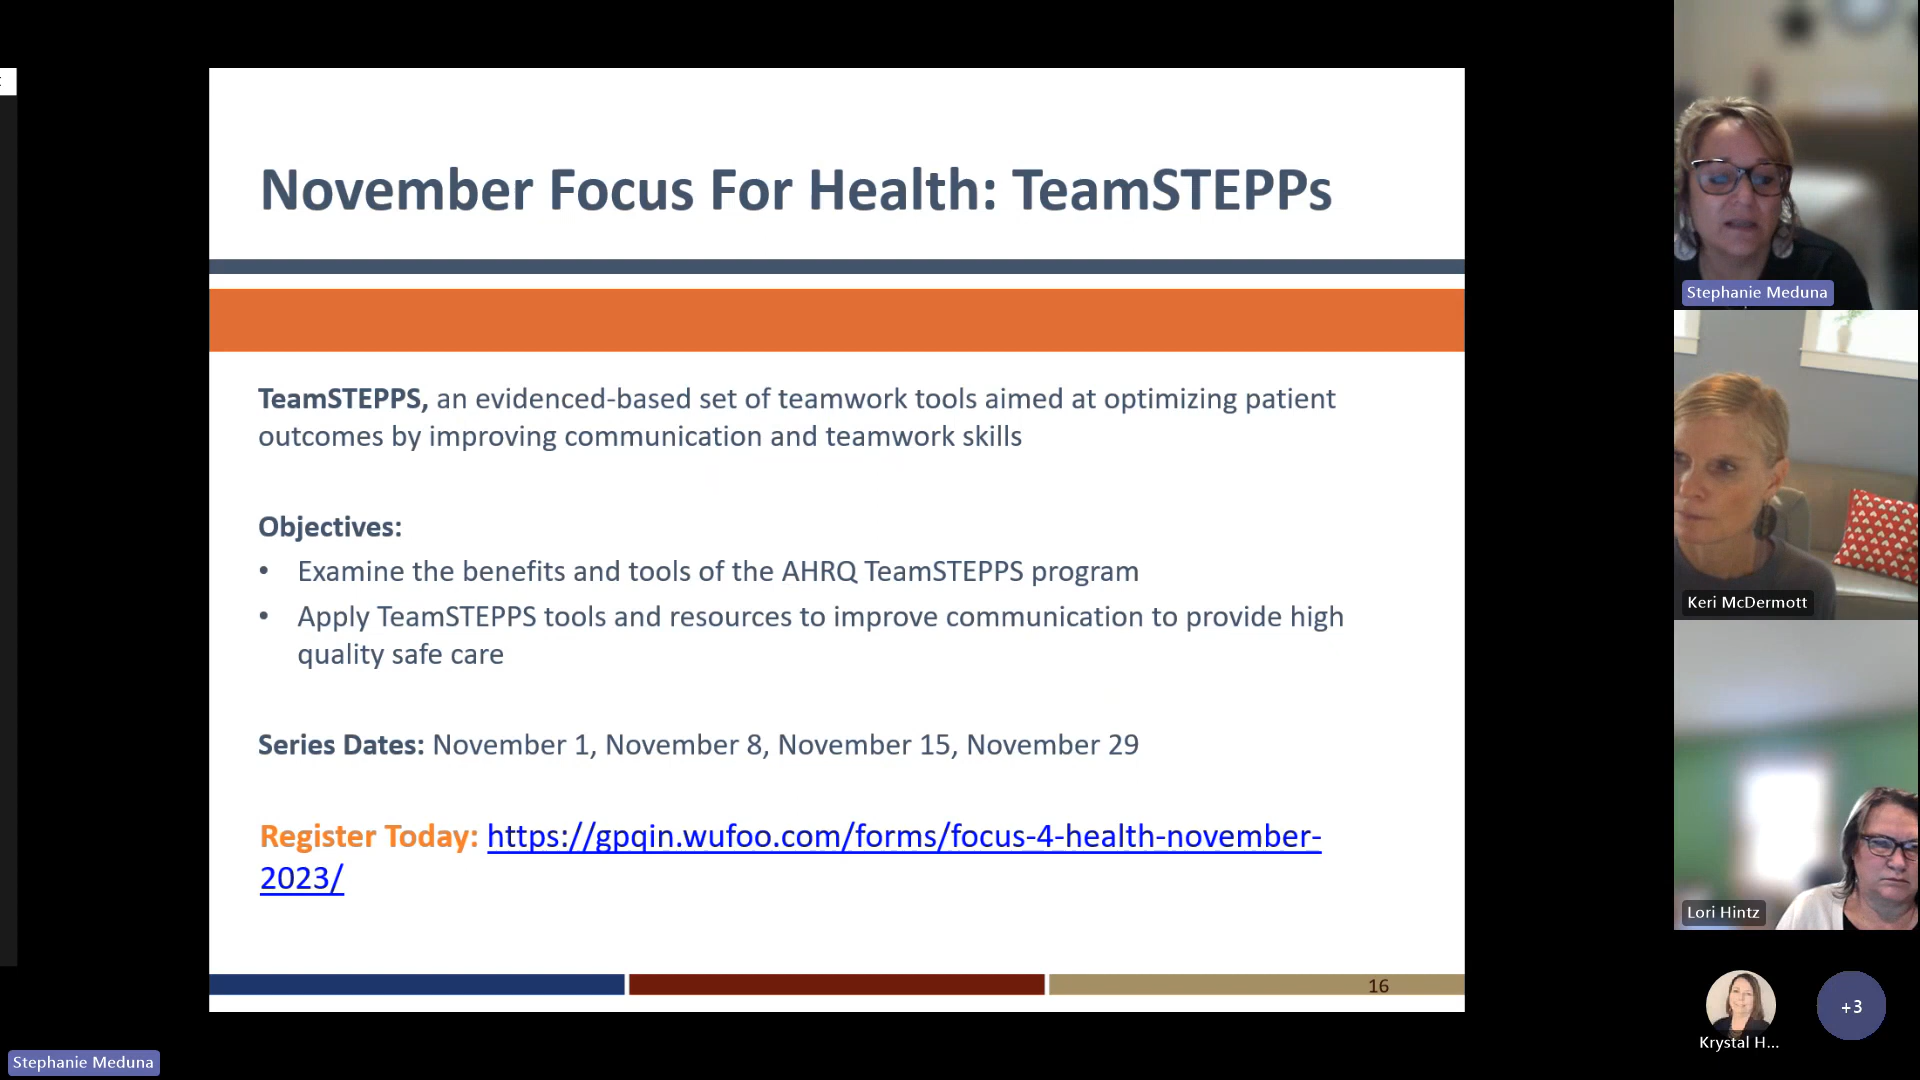 November Focus For Health: TeamSTEPPs
TeamSTEPPS, an evidenced-based set of teamwork tools aimed at optimizing patient
outcomes by improving communication and teamwork skills
Objectives:
• Examine the benefits and tools of the AHRQ TeamSTEPPS program
• Apply TeamSTEPPS tools and resources to improve communication to provide high
quality safe care
Series Dates: November 1, November 8, November 15, November 29
Register Today: https://gpqin.wufoo.com/forms/focus-4-health-november-
2023/
16
Stephanie Meduna
Keri McDermott
Lori Hintz
Krystal H...
+3
Stephanie Meduna